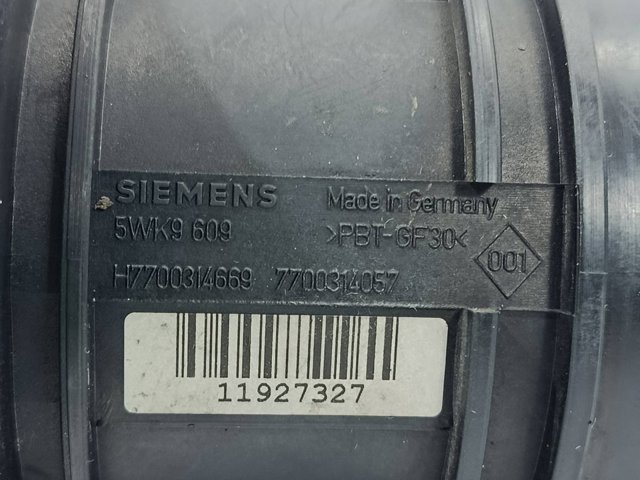 SIEMENS Made in Germany
5WK9 609 >PBT-GF30<
001
H7700314669 7700314057
11927327